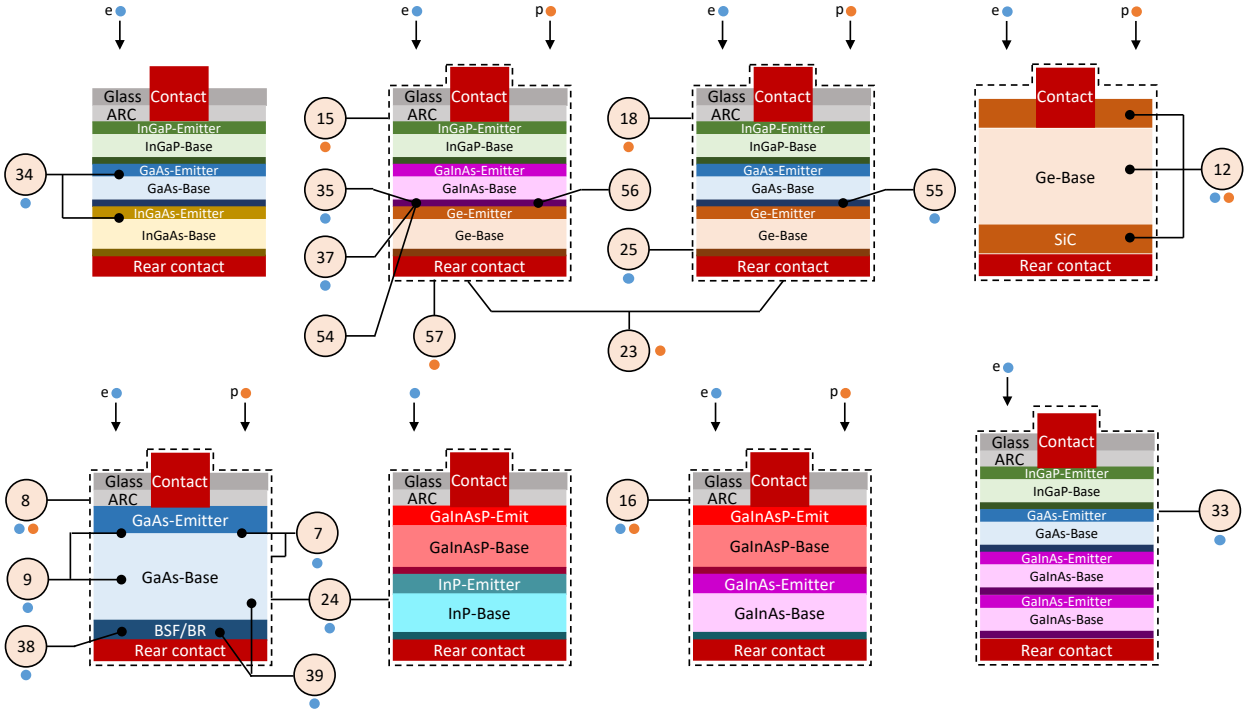 e
e
p
e
p
e
p
Glass
Contact
ARC
InGaP-Emitter
InGaP-Base
GaAs-Emitter
GaAs-Base
InGaAs-Emitter
InGaAs-Base
Rear contact
34
Glass
Contact
ARC
InGaP-Emitter
InGaP-Base
GaInAs-Emitter
GaInAs-Base
Ge-Emitter
Ge-Base
Rear contact
15
35
37
54
57
56
23
Glass
Contact
ARC
InGaP-Emitter
InGaP-Base
GaAs-Emitter
GaAs-Base
Ge-Emitter
Ge-Base
Rear contact
18
25
55
Contact
Ge-Base
SiC
Rear contact
12
e
p
e
p
e
Glass
Contact
ARC
GaAs-Emitter
GaAs-Base
BSF/BR
Rear contact
8
9
38
7
24
39
Glass
Contact
ARC
GaInAsP-Emit
GaInAsP-Base
InP-Emitter
InP-Base
Rear contact
Glass
Contact
ARC
GaInAsP-Emit
GaInAsP-Base
GaInAs-Emitter
GaInAs-Base
Rear contact
16
Glass
Contact
ARC
InGaP-Emitter
InGaP-Base
GaAs-Emitter
GaAs-Base
GaInAs-Emitter
GaInAs-Base
GaInAs-Emitter
GaInAs-Base
Rear contact
33